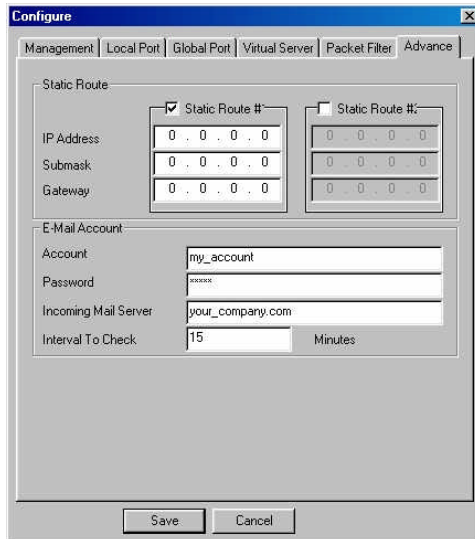 Configure
Management Local Port Global Port Virtual Server Packet Filter Advance
Static Route
Static Route # Static Route #
IP Address 0 . 0 . 0 . 0 0 . 0 . 0 . 0
Submask 0 . 0 . 0 . 0 0 . 0 . 0 . 0
Gateway 0 . 0 . 0 . 0 0 . 0 . 0 . 0
E-Mail Account
Account my_account
Password xxxxx
Incoming Mail Server your_company.com
Interval To Check 15 Minutes
Save Cancel